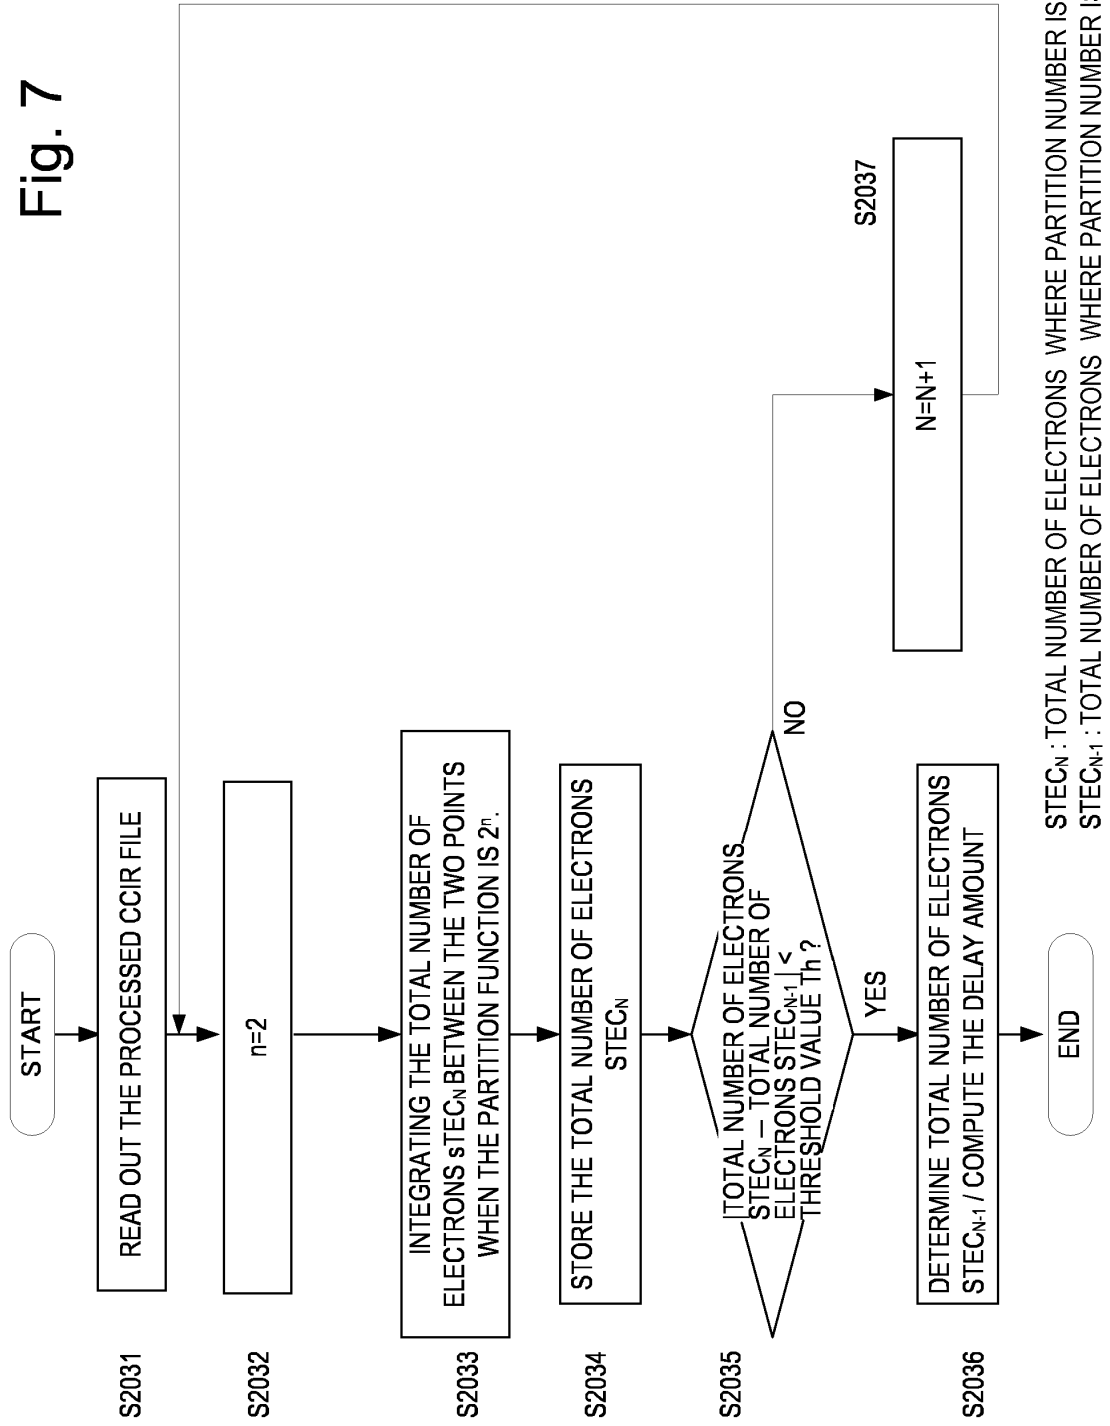 Fig. 7
START
S2031
READ OUT THE PROCESSED CCIR FILE
S2032
n=2
S2033
INTEGRATING THE TOTAL NUMBER OF
ELECTRONS sTECN BETWEEN THE TWO POINTS
WHEN THE PARTITION FUNCTION IS 2ⁿ.
S2034
STORE THE TOTAL NUMBER OF ELECTRONS
STECN
S2035
|TOTAL NUMBER OF ELECTRONS
STECN − TOTAL NUMBER OF
ELECTRONS STECN-1| <
THRESHOLD VALUE Th ?
NO
YES
S2037
N=N+1
S2036
DETERMINE TOTAL NUMBER OF ELECTRONS
STECN-1 / COMPUTE THE DELAY AMOUNT
END
STECN : TOTAL NUMBER OF ELECTRONS WHERE PARTITION NUMBER IS
STECN-1 : TOTAL NUMBER OF ELECTRONS WHERE PARTITION NUMBER IS